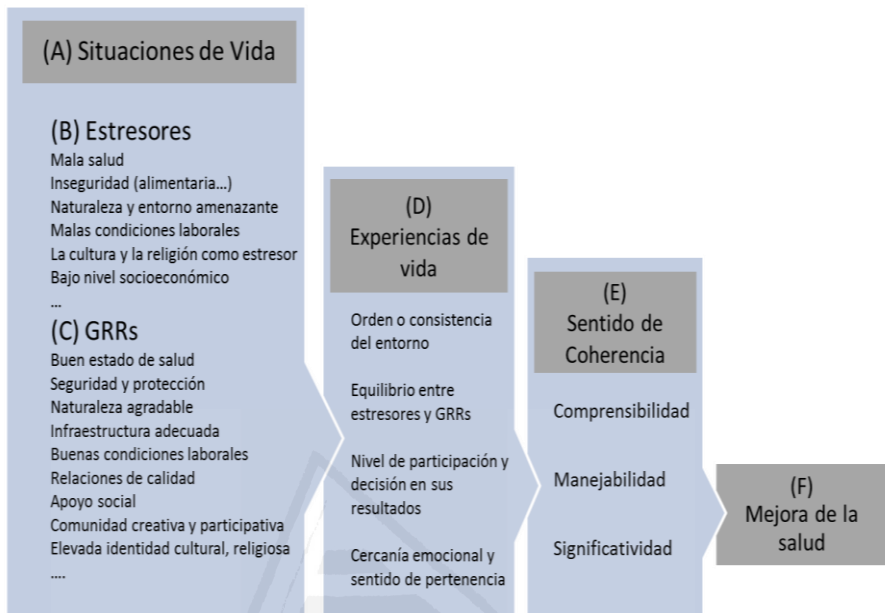 (A) Situaciones de Vida
(B) Estresores
Mala salud
Inseguridad (alimentaria...)
Naturaleza y entorno amenazante
Malas condiciones laborales
La cultura y la religión como estresor
Bajo nivel socioeconómico
...
(C) GRRs
Buen estado de salud
Seguridad y protección
Naturaleza agradable
Infraestructura adecuada
Buenas condiciones laborales
Relaciones de calidad
Apoyo social
Comunidad creativa y participativa
Elevada identidad cultural, religiosa
....
(D)
Experiencias de
vida
Orden o consistencia
del entorno
Equilibrio entre
estresores y GRRs
Nivel de participación y
decisión en sus
resultados
Cercanía emocional y
sentido de pertenencia
(E)
Sentido de
Coherencia
Comprensibilidad
Manejabilidad
Significatividad
(F)
Mejora de la
salud